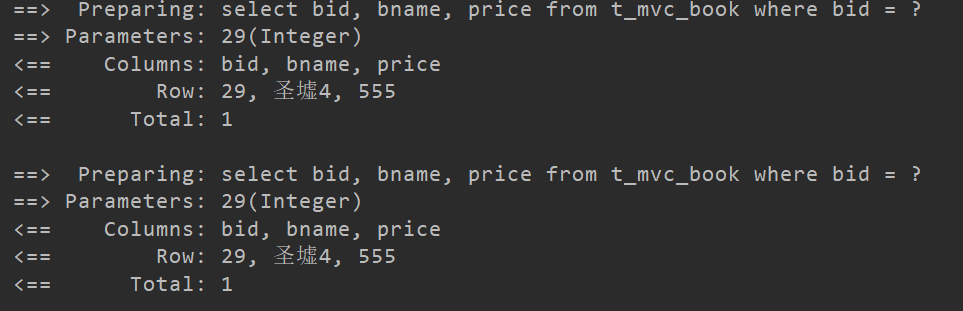 ==>  Preparing: select bid, bname, price from t_mvc_book where bid = ?
==> Parameters: 29(Integer)
<==    Columns: bid, bname, price
<==        Row: 29, 圣墟4, 555
<==      Total: 1
==>  Preparing: select bid, bname, price from t_mvc_book where bid = ?
==> Parameters: 29(Integer)
<==    Columns: bid, bname, price
<==        Row: 29, 圣墟4, 555
<==      Total: 1